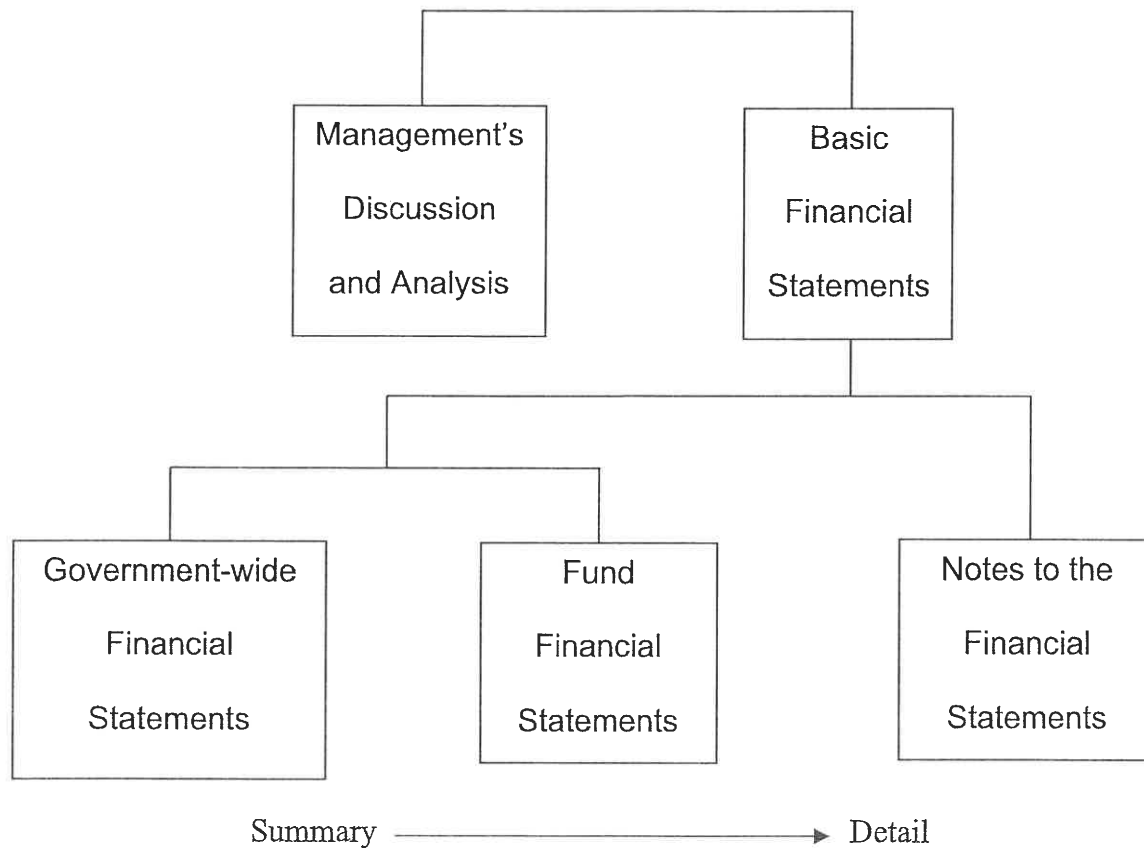 Management's
Discussion
and Analysis
Basic
Financial
Statements
Government-wide
Financial
Statements
Fund
Financial
Statements
Notes to the
Financial
Statements
Summary
Detail